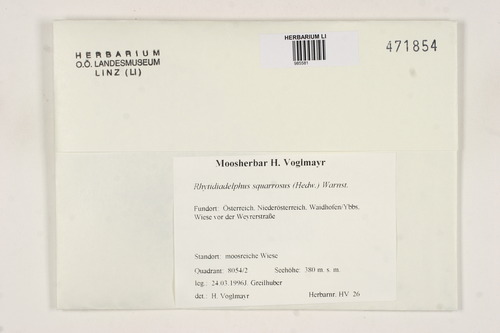 HERBARIUM
O.Ö. LANDESMUSEUM
LINZ (LI)
HERBARIUM LI
985581
471854
Moosherbar H. Voglmayr
Rhytidiadelphus squarrosus (Hedw.) Warnst.
Fundort: Österreich, Niederösterreich, Waidhofen/Ybbs,
Wiese vor der Weyrerstraße
Standort: moosreiche Wiese
Quadrant: 8054/2 Seehöhe: 380 m. s. m.
leg.: 24.03.1996J. Greilhuber
det.: H. Voglmayr Herbarnr. HV 26